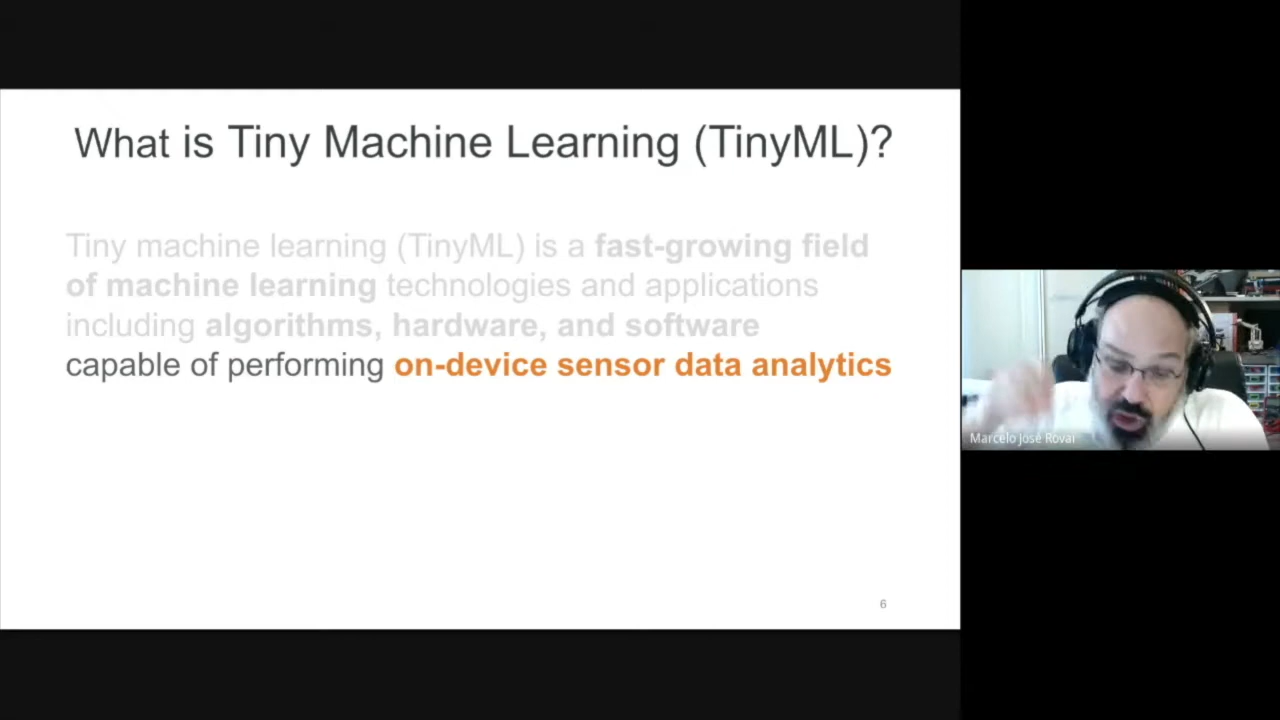 What is Tiny Machine Learning (TinyML)?
Tiny machine learning (TinyML) is a fast-growing field
of machine learning technologies and applications
including algorithms, hardware, and software
capable of performing on-device sensor data analytics
6
Marcelo josé Rovai